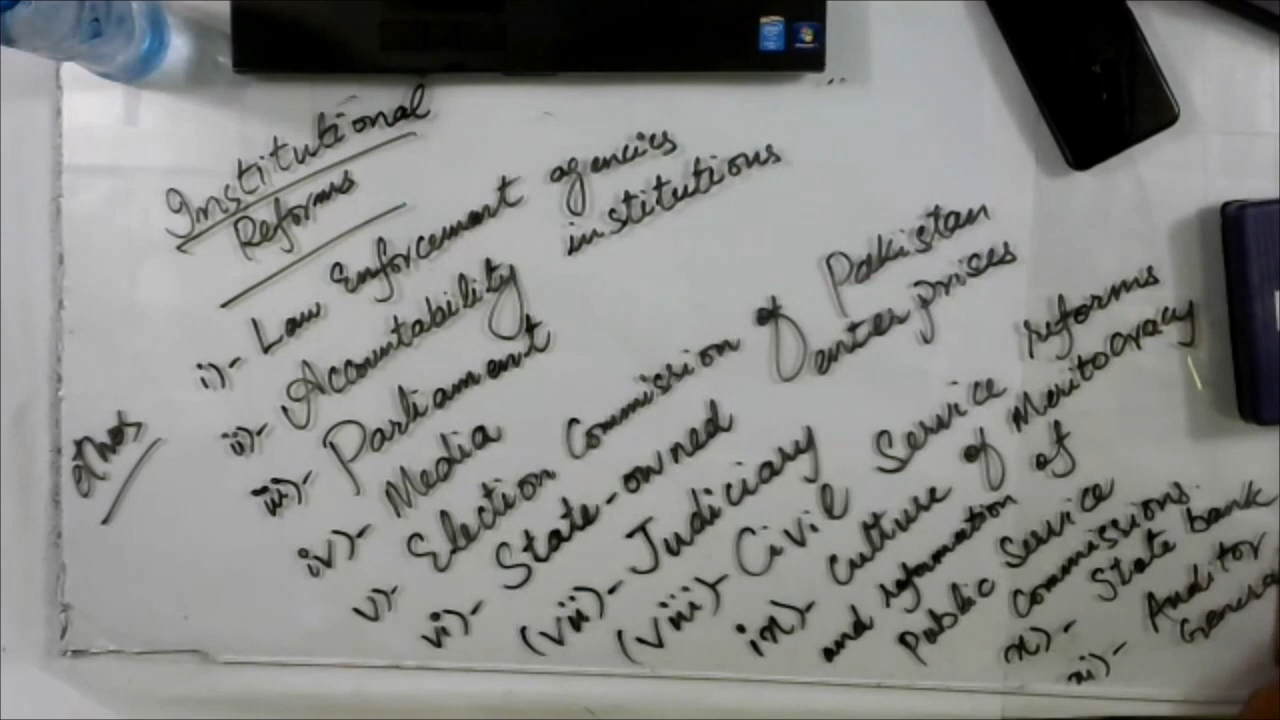 Institutional
Reforms
i)- Law Enforcement agencies
ii)- Accountability institutions
iii)- Parliament
iv)- Media
v)- Election Commission of Pakistan
vi)- State-owned enterprises
(vii)- Judiciary
(viii)- Civil Service reforms
ix)- Culture of Meritocracy
and reformation of
Public Service
Commissions.
x)- State bank
xi)- Auditor
General
ethos